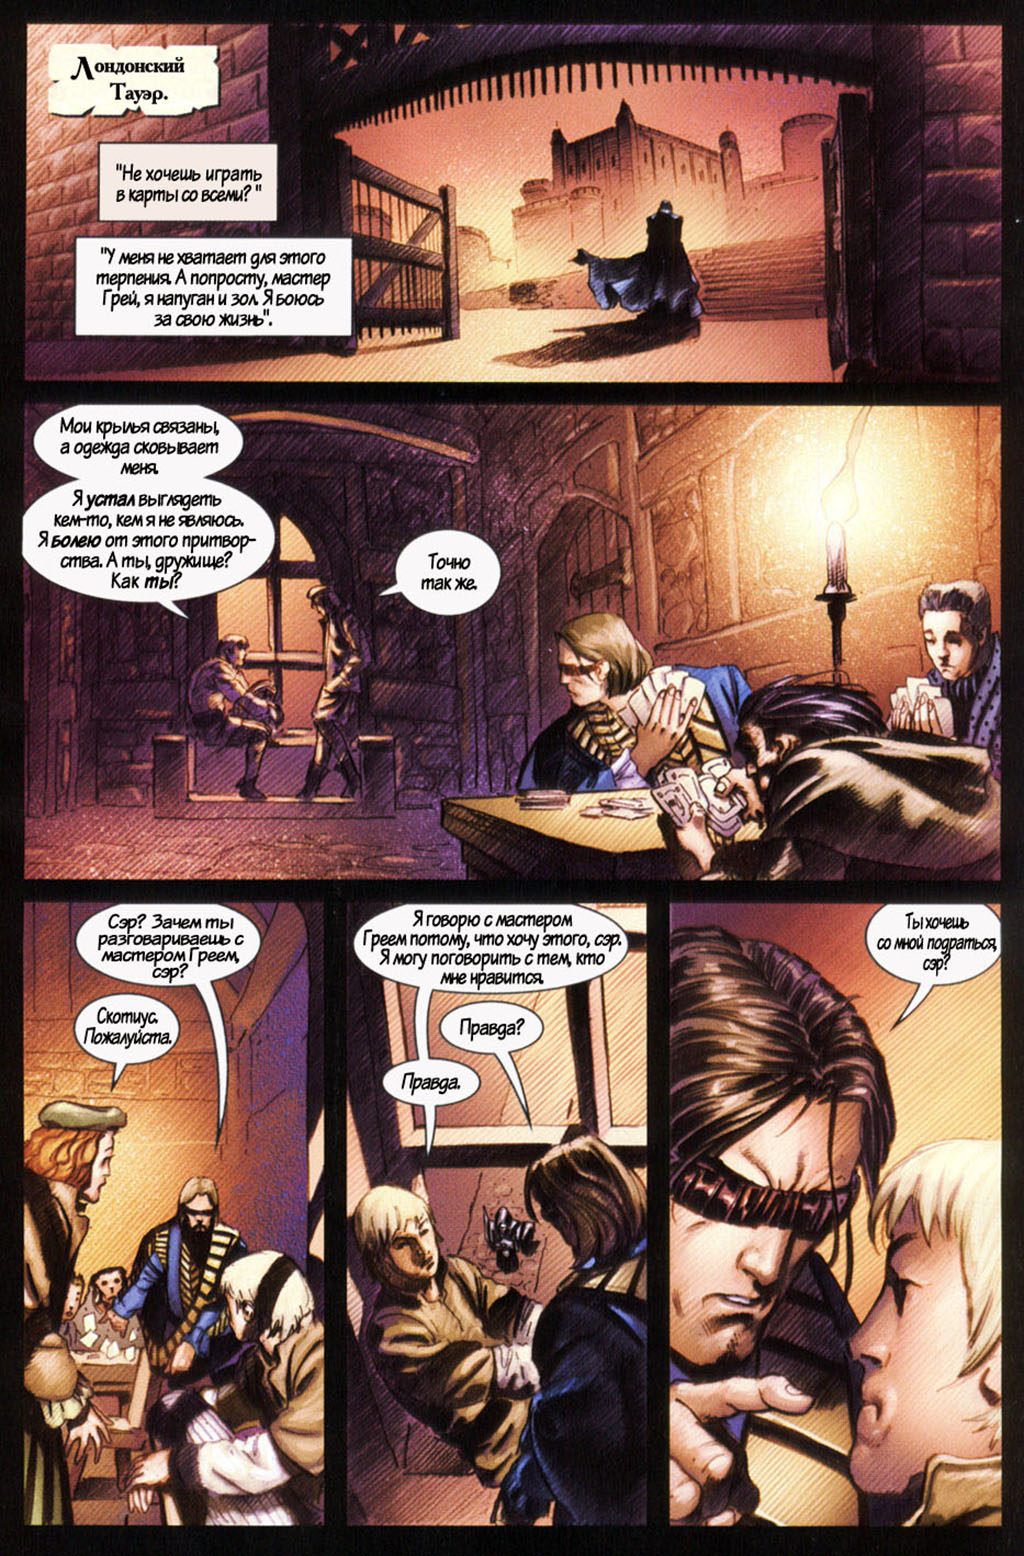 Лондонский
Тауэр.
"Не хочешь играть
в карты со всеми? "
"У меня не хватает для этого
терпения. А попросту, мастер
Грей, я напуган и зол. Я боюсь
за свою жизнь".
Мои крылья связаны,
а одежда сковывает
меня.
Я устал выглядеть
кем-то, кем я не являюсь.
Я болею от этого притвор-
ства. А ты, дружище?
Как ты?
Точно
так же.
Сэр? Зачем ты
разговариваешь с
мастером Греем,
сэр?
Скотиус.
Пожалуйста.
Я говорю с мастером
Греем потому, что хочу этого, сэр.
Я могу поговорить с тем, кто
мне нравится.
Правда?
Правда.
Ты хочешь
со мной подраться,
сэр?